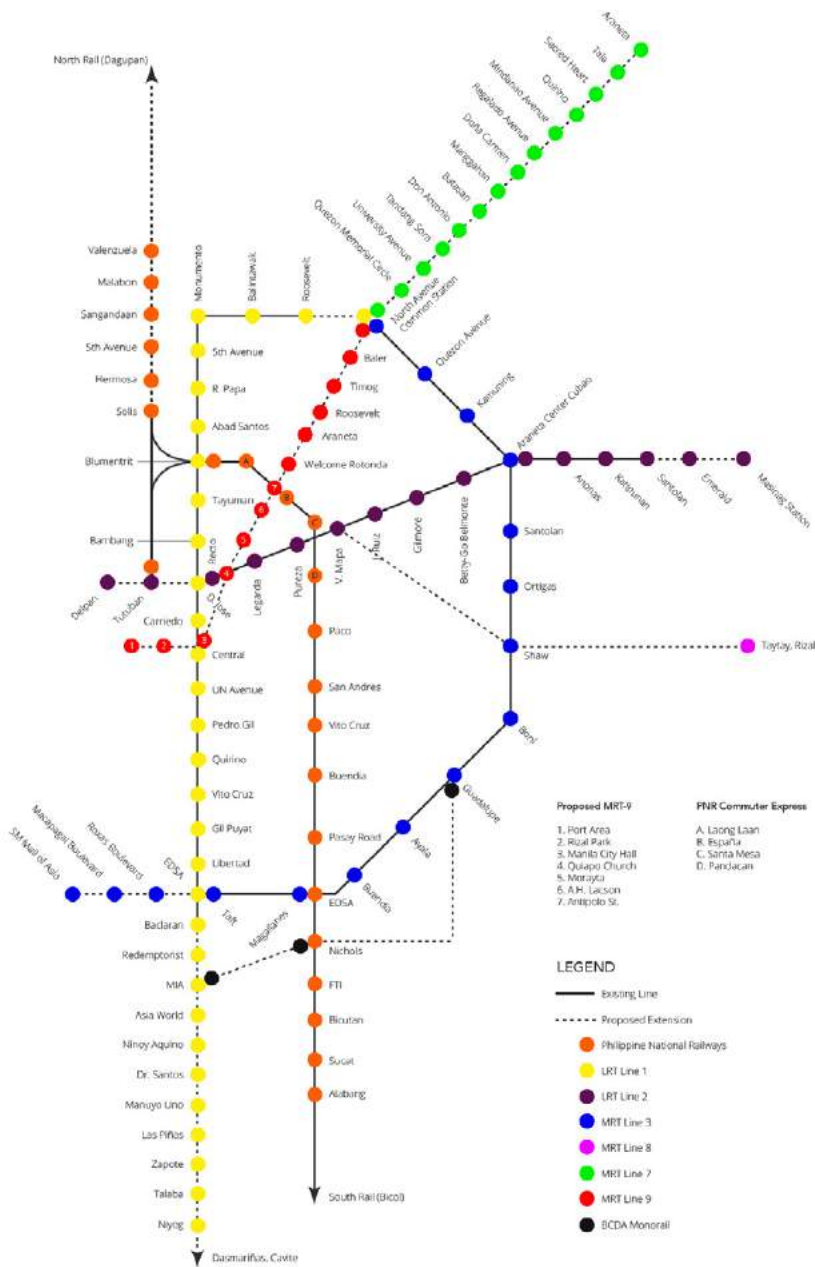 North Rail (Dagupan)
Araneta
Tala
Sacred Heart
Quirino
Mindanao Avenue
Regalado Avenue
Doña Carmen
Manggahan
Batasan
Don Antonio
Tandang Sora
University Avenue
Quezon Memorial Circle
North Avenue
Common Station
Valenzuela
Malabon
Sangandaan
5th Avenue
Hermosa
Solis
Blumentrit
Bambang
Monumento
Balintawak
Roosevelt
5th Avenue
R. Papa
Abad Santos
Tayuman
Baler
Timog
Roosevelt
Araneta
Welcome Rotonda
Quezon Avenue
Kamuning
Araneta Center Cubao
Anonas
Katipunan
Santolan
Emerald
Masinag Station
A
B
C
D
7
6
5
4
3
2
1
Delpan
Tutuban
Recto
D. Jose
Legarda
Pureza
V. Mapa
J. Ruiz
Gilmore
Betty-Go Belmonte
Santolan
Ortigas
Shaw
Taytay, Rizal
Boni
Guadalupe
Ayala
Buendia
Carriedo
Central
UN Avenue
Pedro Gil
Quirino
Vito Cruz
Gil Puyat
Libertad
EDSA
Roxas Boulevard
Macapagal Boulevard
SM Mall of Asia
Taft
Magallanes
Paco
San Andres
Vito Cruz
Buendia
Pasay Road
EDSA
Nichols
FTI
Bicutan
Sucat
Alabang
South Rail (Bicol)
Baclaran
Redemptorist
MIA
Asia World
Ninoy Aquino
Dr. Santos
Manuyo Uno
Las Piñas
Zapote
Talaba
Niyog
Dasmariñas, Cavite
Proposed MRT-9
1. Port Area
2. Rizal Park
3. Manila City Hall
4. Quiapo Church
5. Morayta
6. A.H. Lacson
7. Antipolo St.
PNR Commuter Express
A. Laong Laan
B. España
C. Santa Mesa
D. Pandacan
LEGEND
Existing Line
Proposed Extension
Philippine National Railways
LRT Line 1
LRT Line 2
MRT Line 3
MRT Line 8
MRT Line 7
MRT Line 9
BCDA Monorail